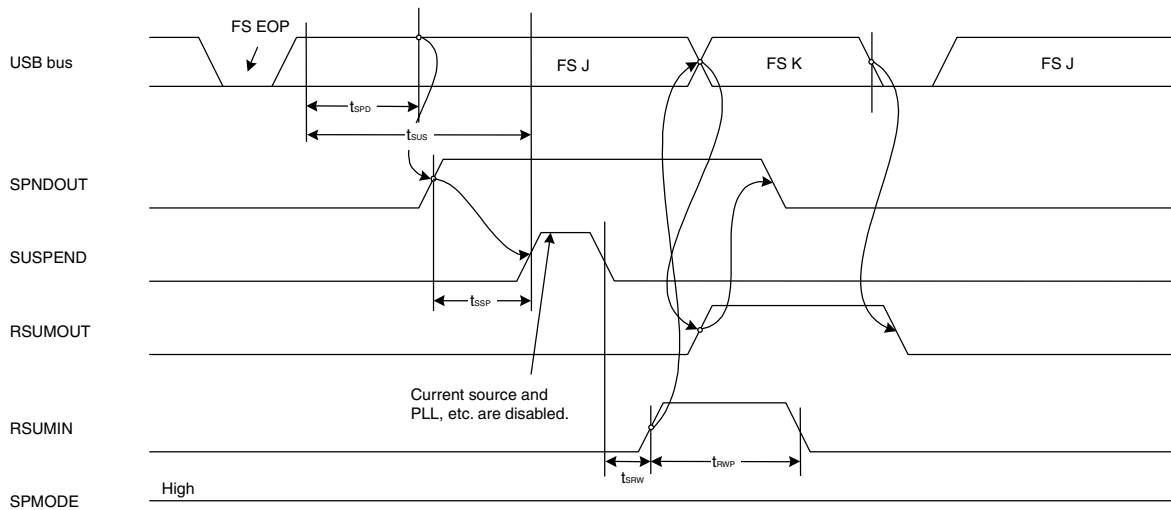 FS EOP
USB bus
FS J
FS K
FS J
tSPD
tSUS
SPNDOUT
SUSPEND
tSSP
RSUMOUT
Current source and
PLL, etc. are disabled.
RSUMIN
tSRW
tRWP
High
SPMODE